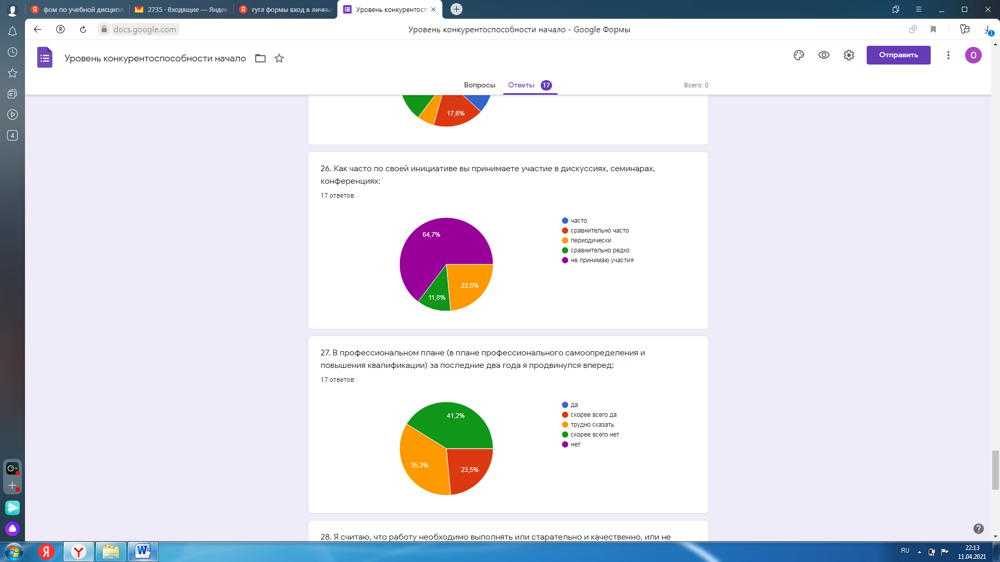 фом по учебной дисципл
2735 · Входящие — Яндек
гугл формы вход в личны
Уровень конкурентосп
docs.google.com
Уровень конкурентоспособности начало - Google Формы
1
Уровень конкурентоспособности начало
Отправить
О
Вопросы
Ответы 17
Всего: 0
4
17,6%
26. Как часто по своей инициативе вы принимаете участие в дискуссиях, семинарах,
конференциях:
17 ответов
64,7%
11,8%
23,5%
часто
сравнительно часто
периодически
сравнительно редко
не принимаю участия
27. В профессиональном плане (в плане профессионального самоопределения и
повышения квалификации) за последние два года я продвинулся вперед:
17 ответов
41,2%
35,3%
23,5%
да
скорее всего да
трудно сказать
скорее всего нет
нет
28. Я считаю, что работу необходимо выполнять или старательно и качественно, или не
RU
22:13
11.04.2021